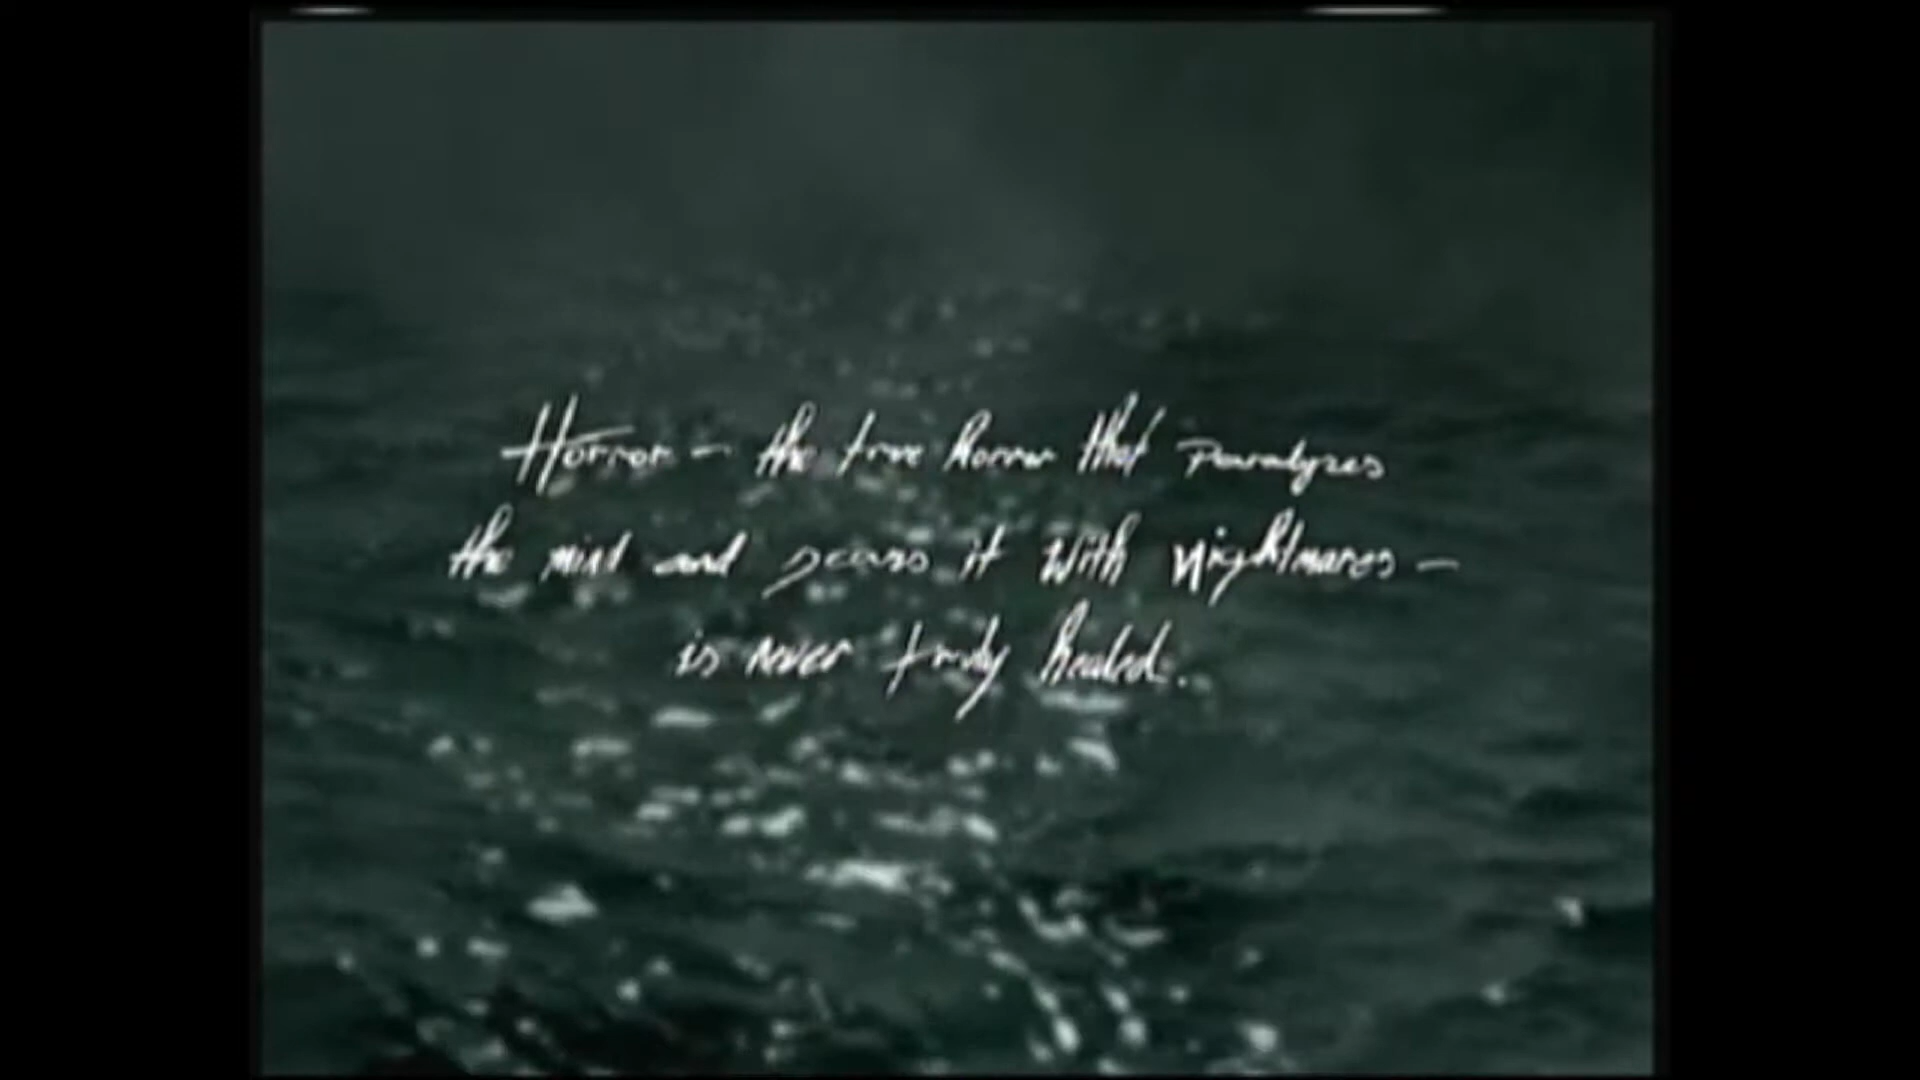 Horror - the true horror that paralyzes
the mind and scars it with nightmares -
is never truly healed.